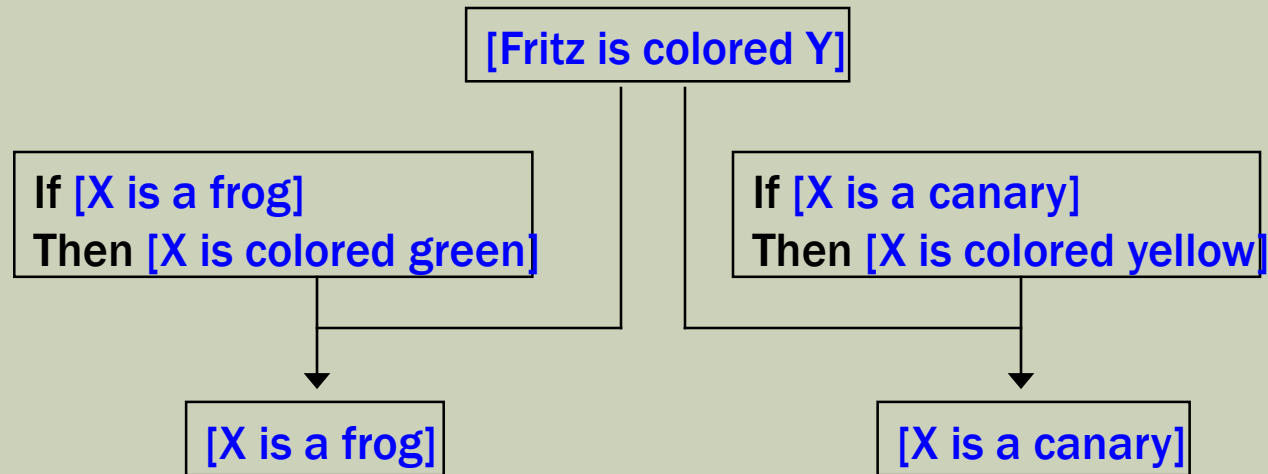 [Fritz is colored Y]
If [X is a frog]
Then [X is colored green]
If [X is a canary]
Then [X is colored yellow]
[X is a frog]
[X is a canary]